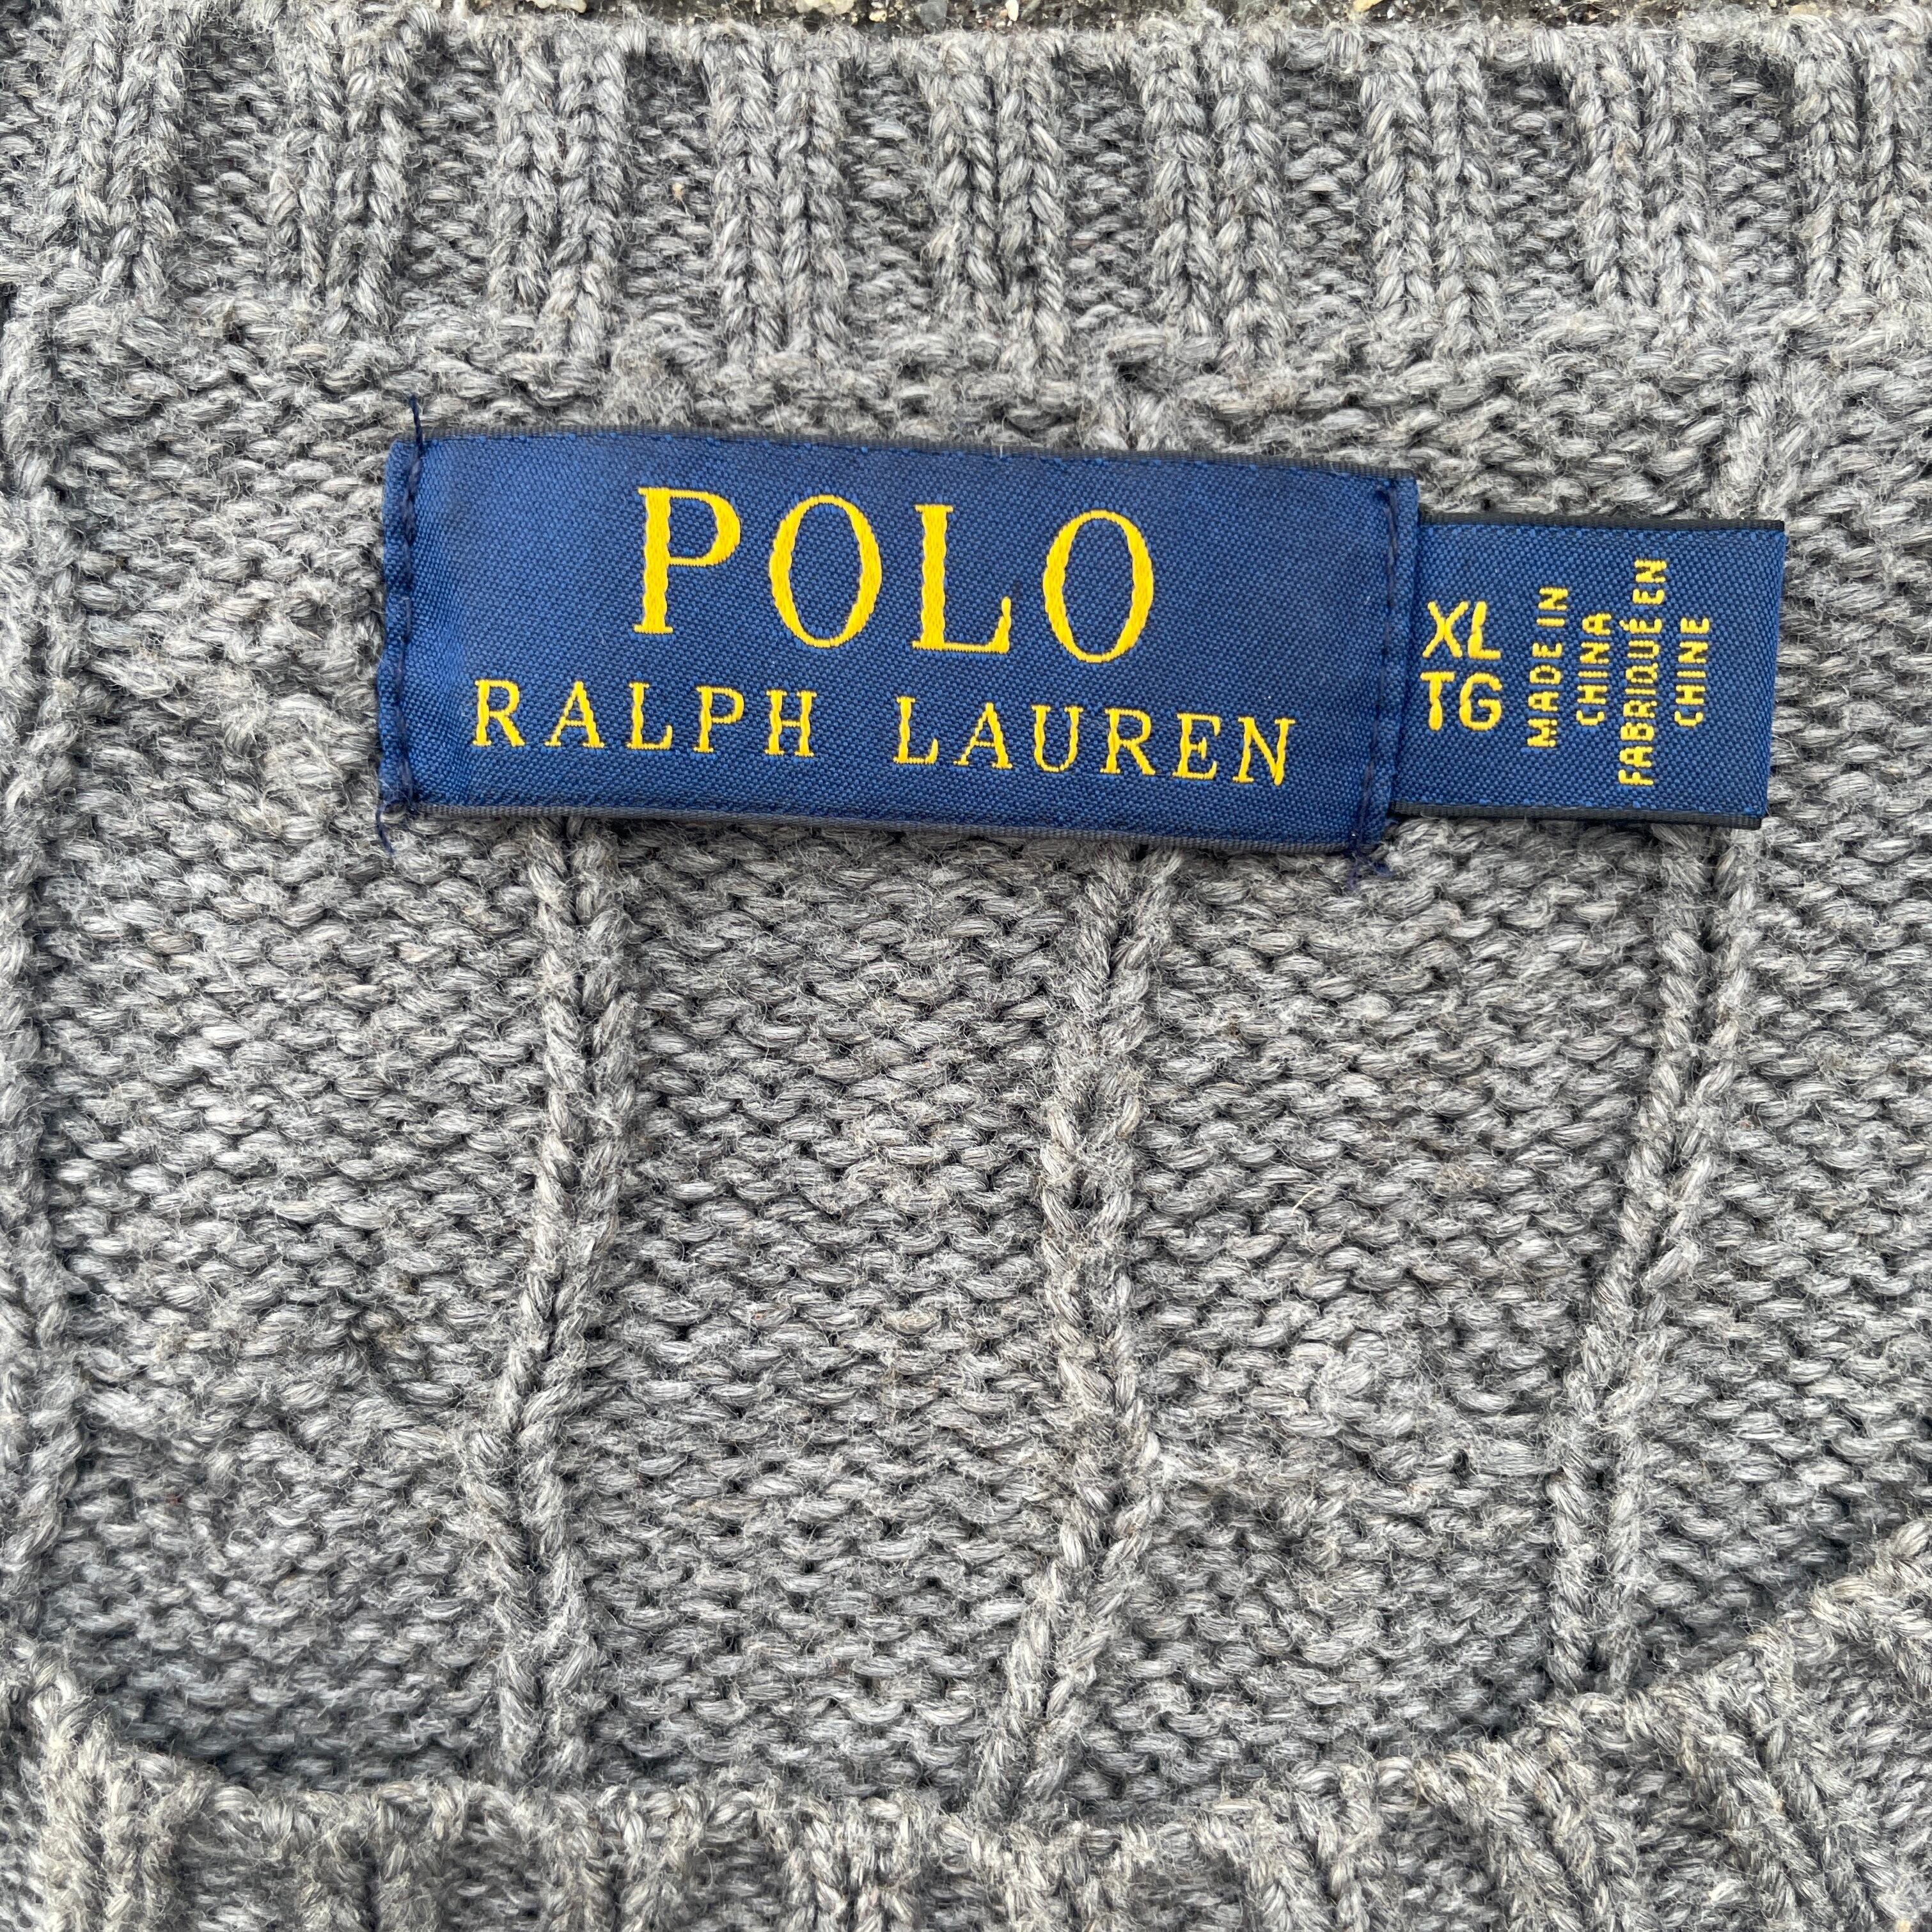 POLO
RALPH LAUREN
XL
TG
MADE IN
CHINA
FABRIQUÉ EN
CHINE